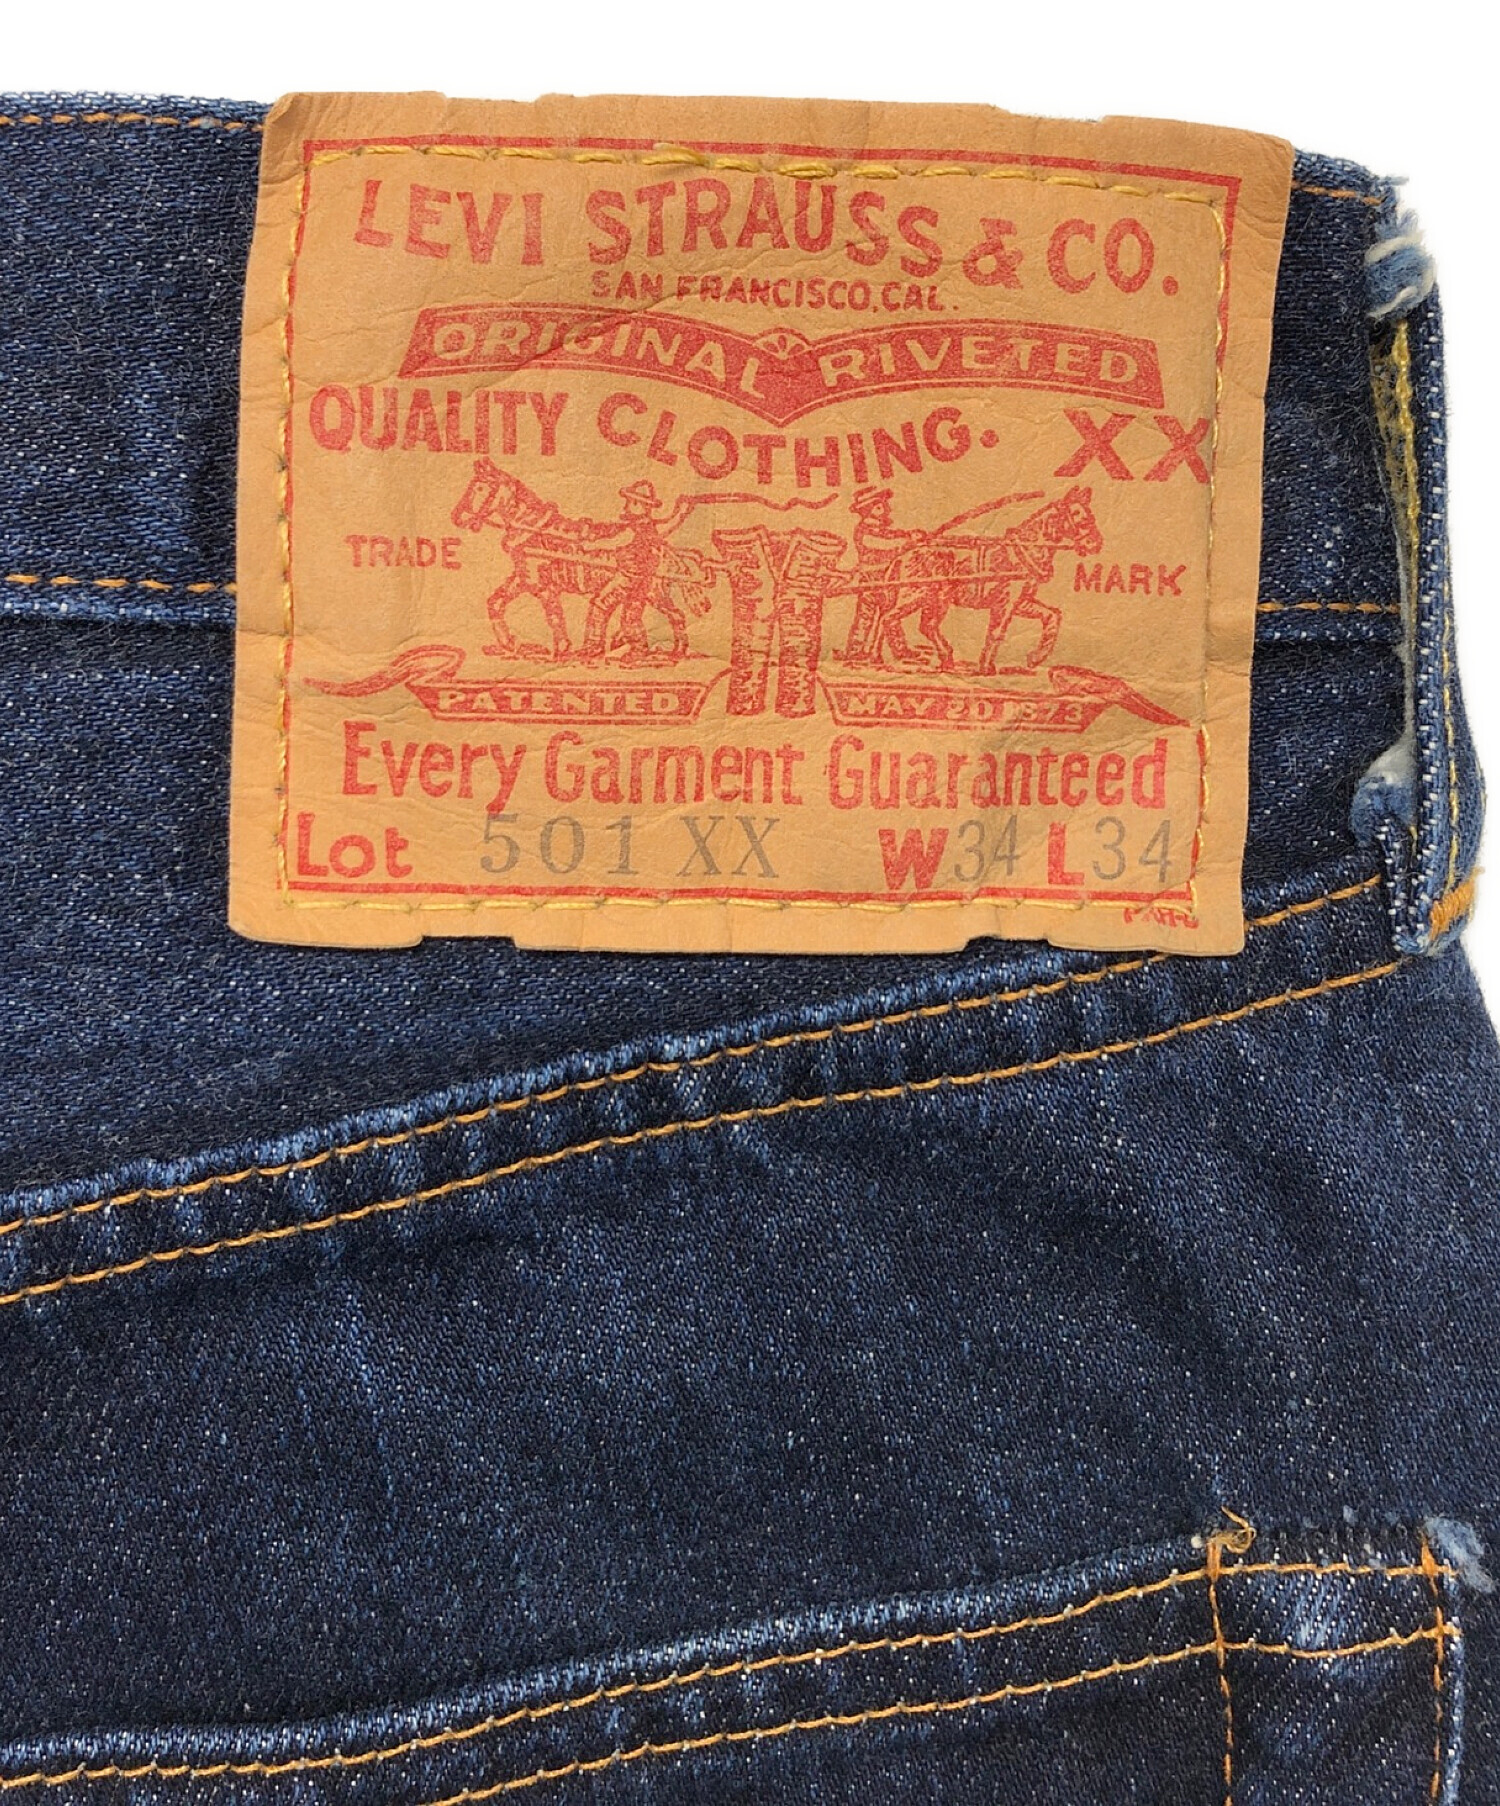 LEVI STRAUSS & CO.
SAN FRANCISCO, CAL.
ORIGINAL RIVETED
QUALITY CLOTHING. XX
TRADE MARK
PATENTED MAY 20 1873
Every Garment Guaranteed
Lot 501 XX W34 L34